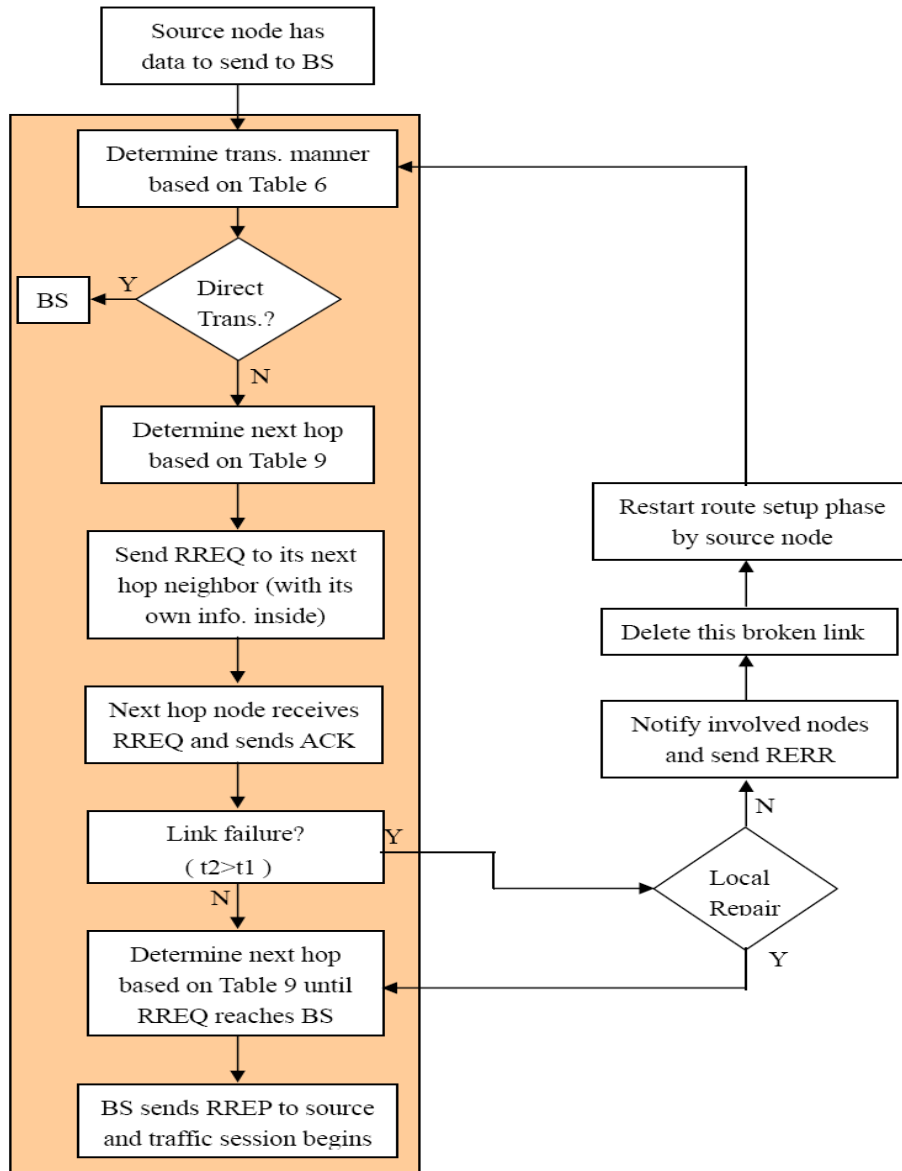 Source node has
data to send to BS
Determine trans. manner
based on Table 6
Y
BS
Direct
Trans.?
N
Determine next hop
based on Table 9
Send RREQ to its next
hop neighbor (with its
own info. inside)
Next hop node receives
RREQ and sends ACK
Link failure?
( t2>t1 )
Y
N
Determine next hop
based on Table 9 until
RREQ reaches BS
BS sends RREP to source
and traffic session begins
Restart route setup phase
by source node
Delete this broken link
Notify involved nodes
and send RERR
N
Local
Repair
Y